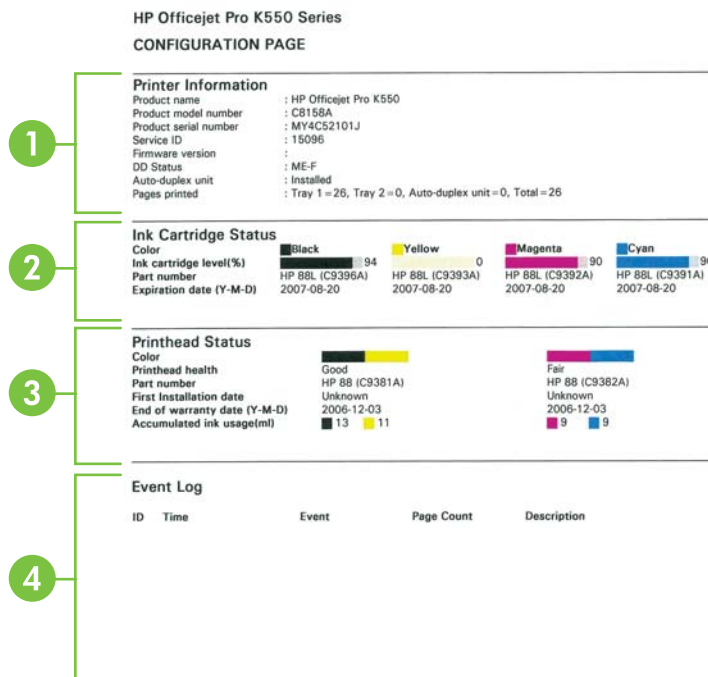 HP Officejet Pro K550 Series
CONFIGURATION PAGE
1
Printer Information
Product name : HP Officejet Pro K550
Product model number : C8158A
Product serial number : MY4C52101J
Service ID : 15096
Firmware version :
DD Status : ME-F
Auto-duplex unit : Installed
Pages printed : Tray 1=26, Tray 2=0, Auto-duplex unit=0, Total=26
2
Ink Cartridge Status
Color Black Yellow Magenta Cyan
Ink cartridge level(%) 94 0 90
Part number HP 88L (C9396A) HP 88L (C9393A) HP 88L (C9392A) HP 88L (C9391A)
Expiration date (Y-M-D) 2007-08-20 2007-08-20 2007-08-20 2007-08-20
3
Printhead Status
Color
Printhead health Good Fair
Part number HP 88 (C9381A) HP 88 (C9382A)
First Installation date Unknown Unknown
End of warranty date (Y-M-D) 2006-12-03 2006-12-03
Accumulated ink usage(ml) 13 11 9 9
4
Event Log
ID Time Event Page Count Description